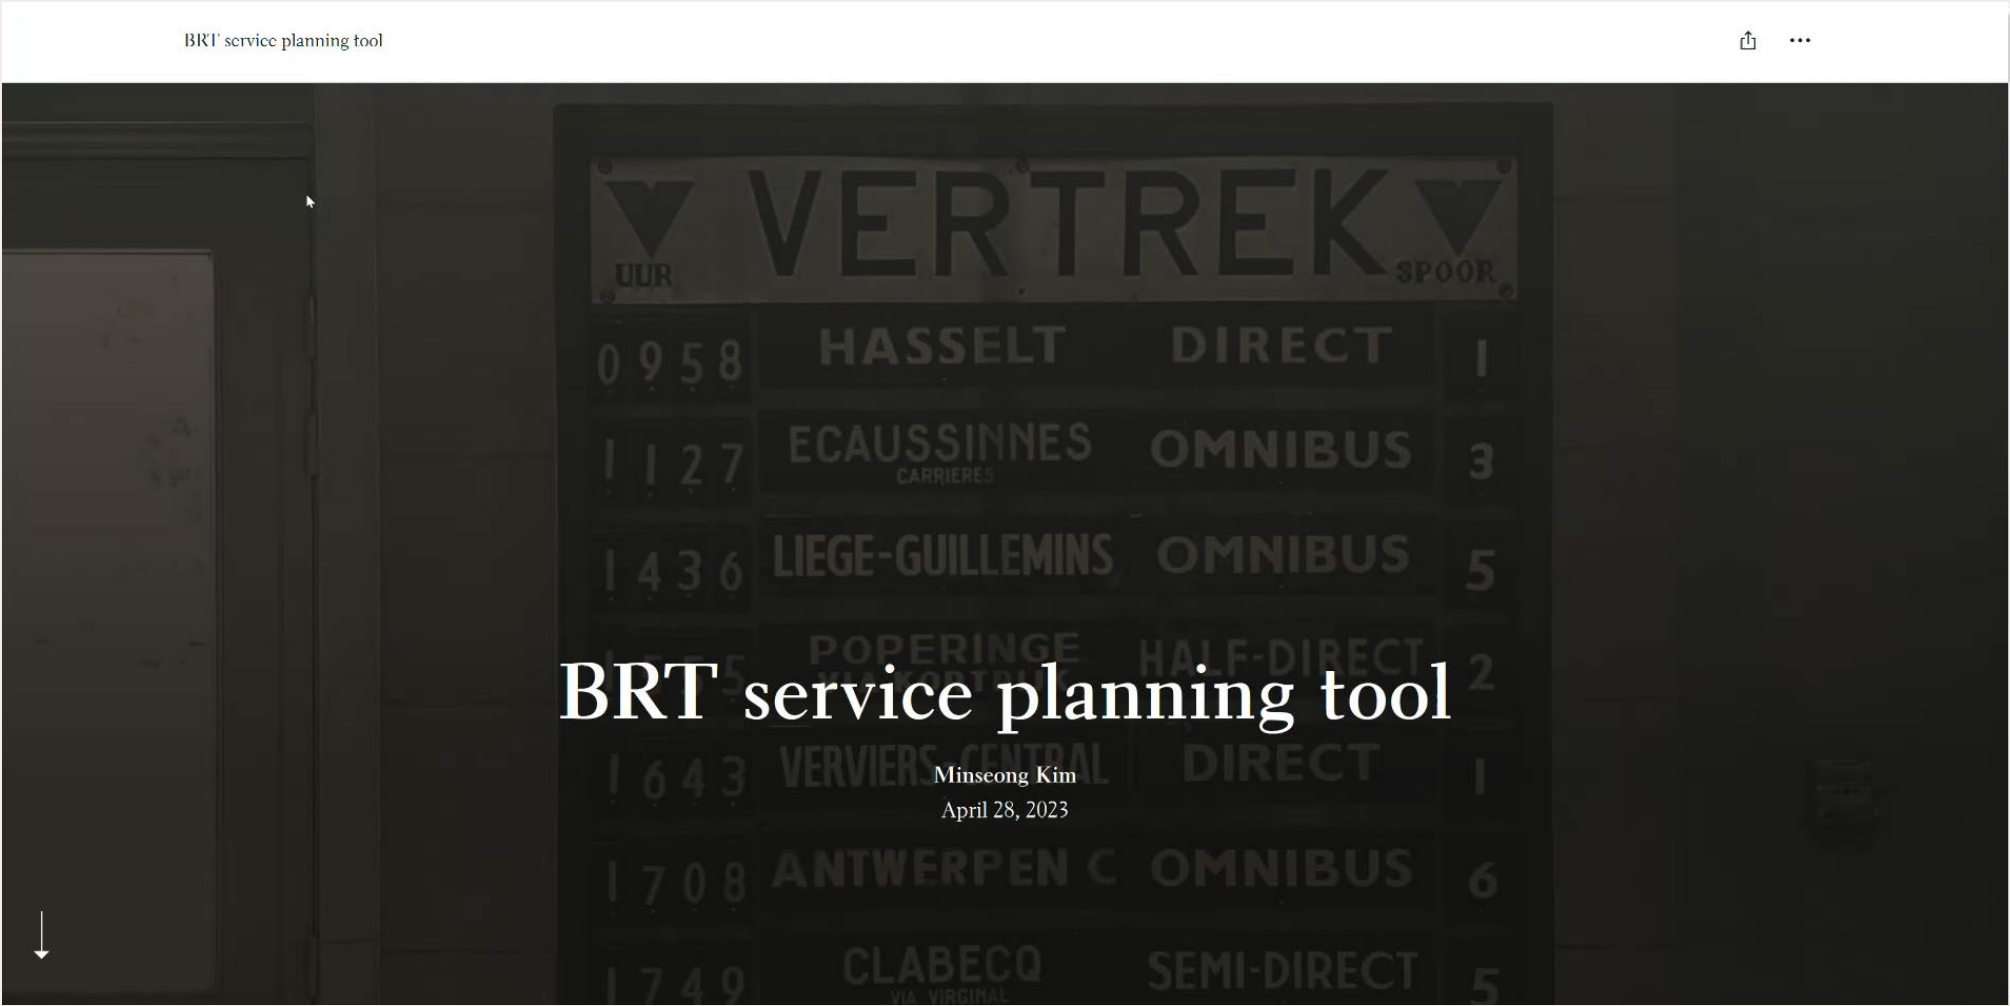 BRT service planning tool
VERTREK
UUR SPOOR
0958 HASSELT DIRECT 1
1127 ECAUSSINNES OMNIBUS 3
CARRIERES
1436 LIEGE-GUILLEMINS OMNIBUS 5
POPERINGE HALF-DIRECT 2
BRT service planning tool
1643 VERVIERS-CENTRAL DIRECT 1
Minseong Kim
April 28, 2023
1708 ANTWERPEN C OMNIBUS 6
1749 CLABECQ SEMI-DIRECT 5
VIA VIRGINAL